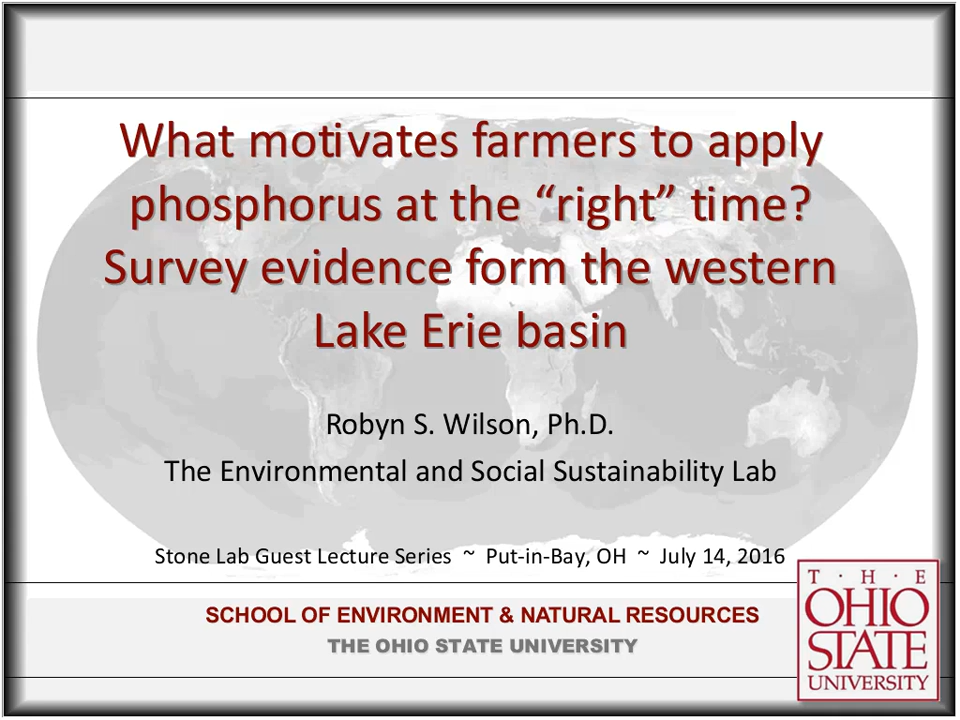 What motivates farmers to apply
phosphorus at the “right” time?
Survey evidence form the western
Lake Erie basin
Robyn S. Wilson, Ph.D.
The Environmental and Social Sustainability Lab
Stone Lab Guest Lecture Series ~ Put-in-Bay, OH ~ July 14, 2016
SCHOOL OF ENVIRONMENT & NATURAL RESOURCES
THE OHIO STATE UNIVERSITY
T · H · E
OHIO
STATE
UNIVERSITY